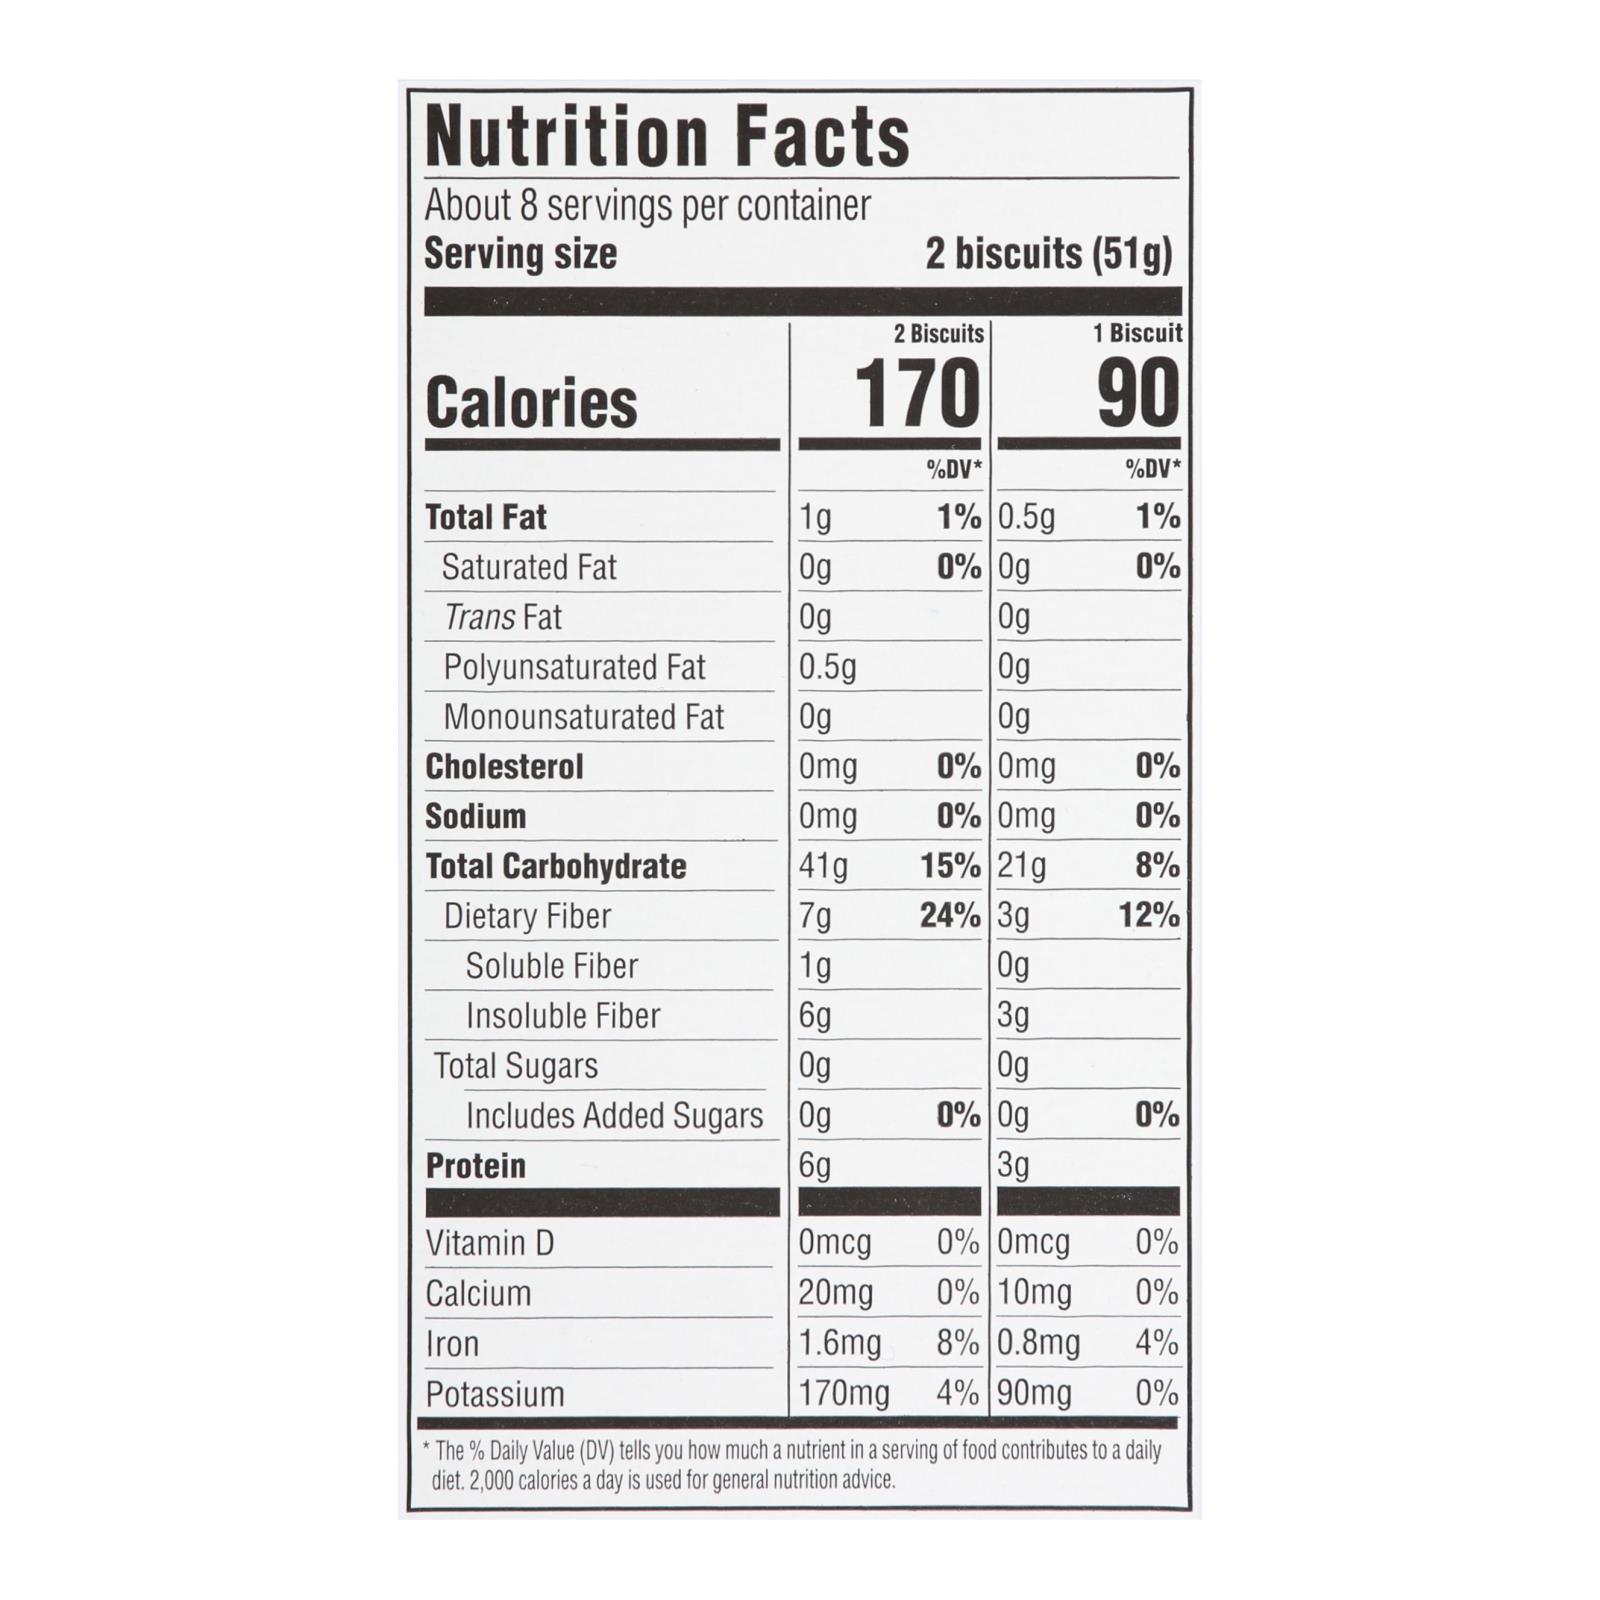 Nutrition Facts
About 8 servings per container
Serving size 2 biscuits (51g)
2 Biscuits 1 Biscuit
Calories 170 90
%DV* %DV*
Total Fat 1g 1% 0.5g 1%
Saturated Fat 0g 0% 0g 0%
Trans Fat 0g 0g
Polyunsaturated Fat 0.5g 0g
Monounsaturated Fat 0g 0g
Cholesterol 0mg 0% 0mg 0%
Sodium 0mg 0% 0mg 0%
Total Carbohydrate 41g 15% 21g 8%
Dietary Fiber 7g 24% 3g 12%
Soluble Fiber 1g 0g
Insoluble Fiber 6g 3g
Total Sugars 0g 0g
Includes Added Sugars 0g 0% 0g 0%
Protein 6g 3g
Vitamin D 0mcg 0% 0mcg 0%
Calcium 20mg 0% 10mg 0%
Iron 1.6mg 8% 0.8mg 4%
Potassium 170mg 4% 90mg 0%
* The % Daily Value (DV) tells you how much a nutrient in a serving of food contributes to a daily
diet. 2,000 calories a day is used for general nutrition advice.